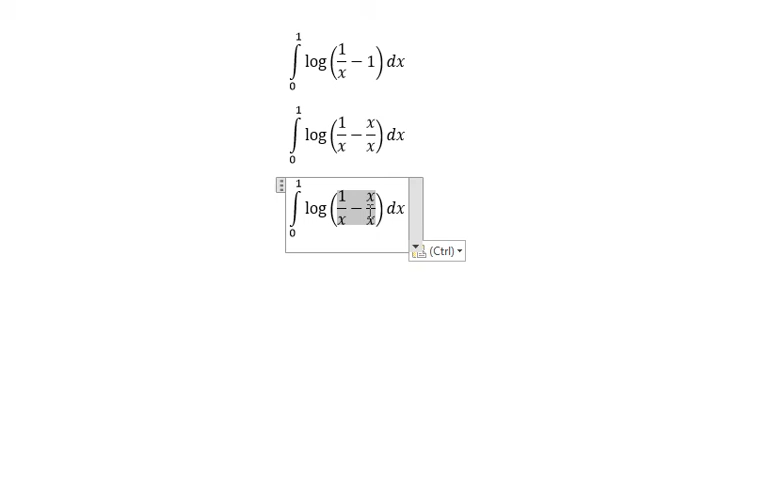 ∫₀¹ log(1/x − 1) dx
∫₀¹ log(1/x − x/x) dx
∫₀¹ log(1/x − x/x) dx
(Ctrl)